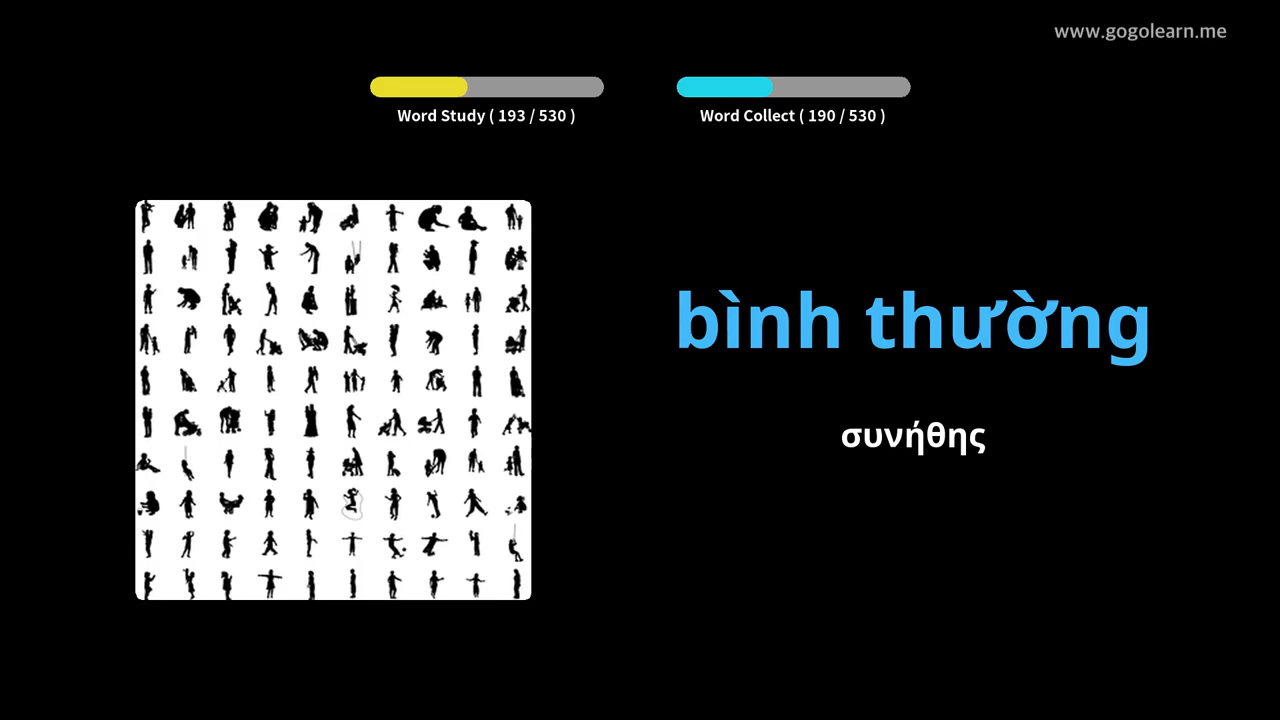 www.gogolearn.me
Word Study ( 193 / 530 )
Word Collect ( 190 / 530 )
bình thường
συνήθης